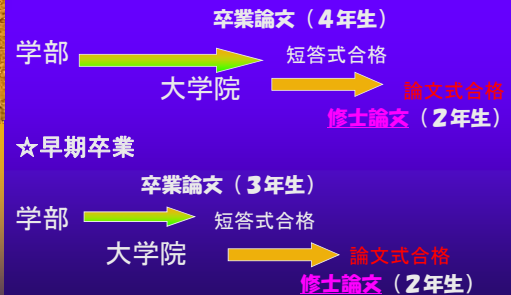 卒業論文（４年生）
学部
短答式合格
大学院
論文式合格
修士論文（２年生）
☆早期卒業
卒業論文（３年生）
学部
短答式合格
大学院
論文式合格
修士論文（２年生）